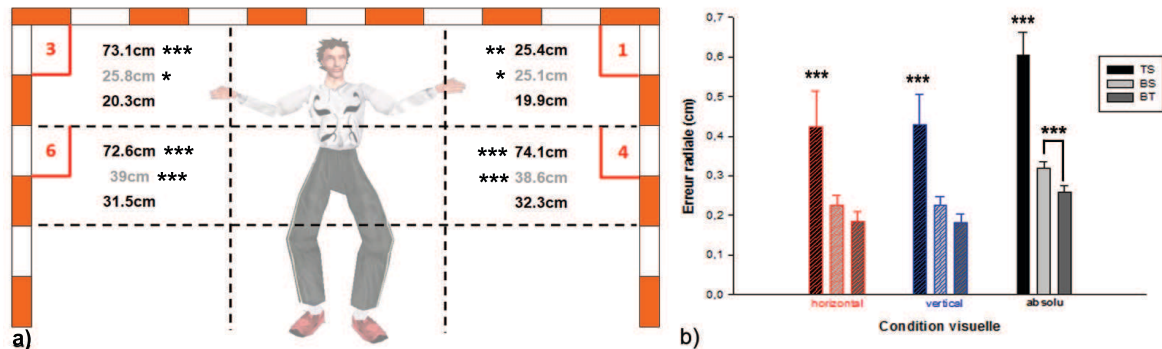 3
73.1cm ***
25.8cm *
20.3cm
** 25.4cm
* 25.1cm
19.9cm
1
6
72.6cm ***
39cm ***
31.5cm
*** 74.1cm
*** 38.6cm
32.3cm
4
a)
Erreur radiale (cm)
0,7
0,6
0,5
0,4
0,3
0,2
0,1
0,0
***
***
***
***
TS
BS
BT
horizontal
vertical
absolu
Condition visuelle
b)